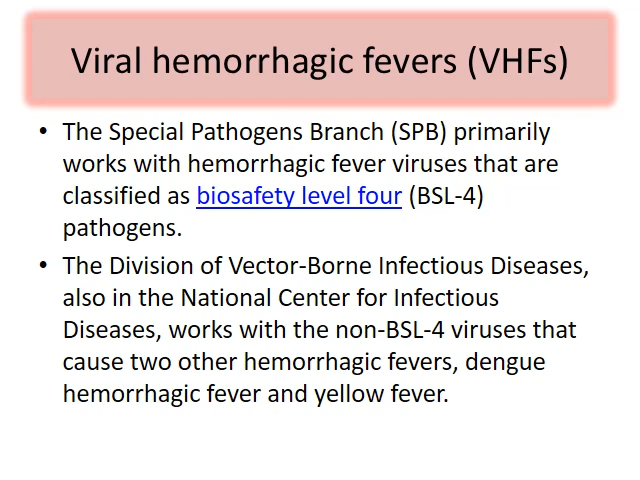 Viral hemorrhagic fevers (VHFs)
• The Special Pathogens Branch (SPB) primarily
works with hemorrhagic fever viruses that are
classified as biosafety level four (BSL-4)
pathogens.
• The Division of Vector-Borne Infectious Diseases,
also in the National Center for Infectious
Diseases, works with the non-BSL-4 viruses that
cause two other hemorrhagic fevers, dengue
hemorrhagic fever and yellow fever.